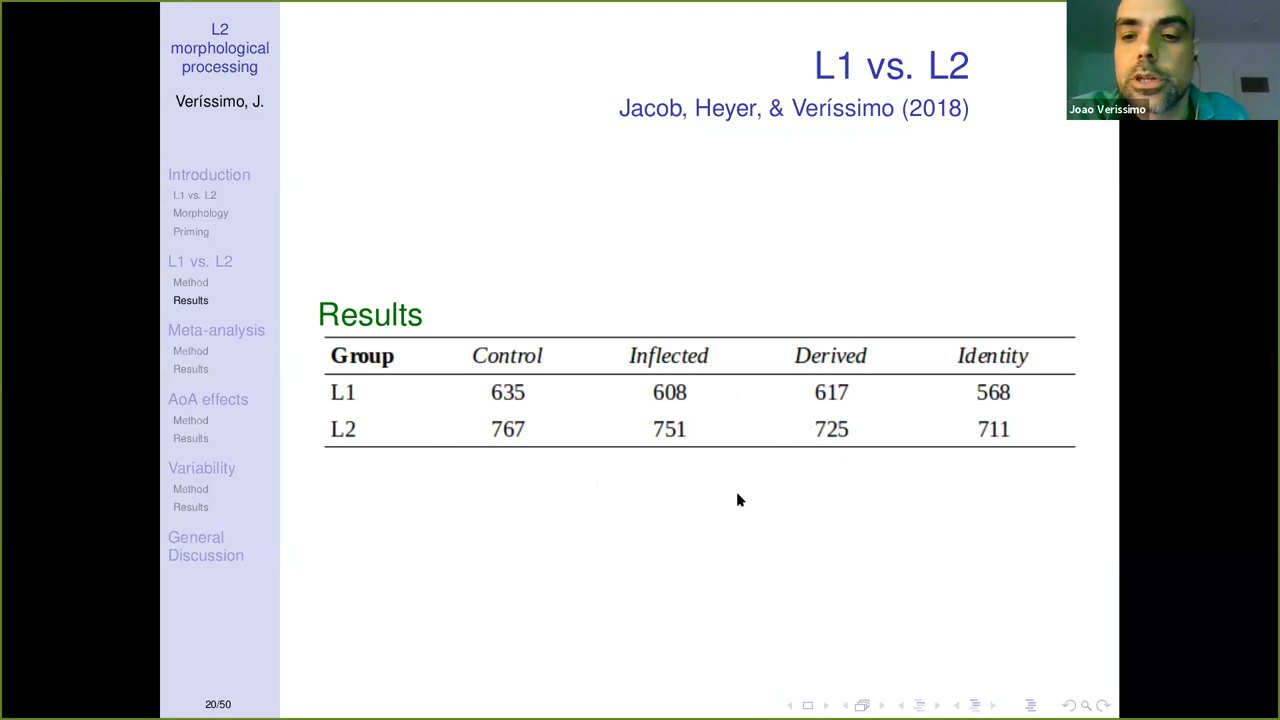 L2
morphological
processing
Veríssimo, J.
Introduction
L1 vs. L2
Morphology
Priming
L1 vs. L2
Method
Results
Meta-analysis
Method
Results
AoA effects
Method
Results
Variability
Method
Results
General
Discussion
20/50
L1 vs. L2
Jacob, Heyer, & Veríssimo (2018)
Results
Group Control Inflected Derived Identity
L1 635 608 617 568
L2 767 751 725 711
Joao Verissimo